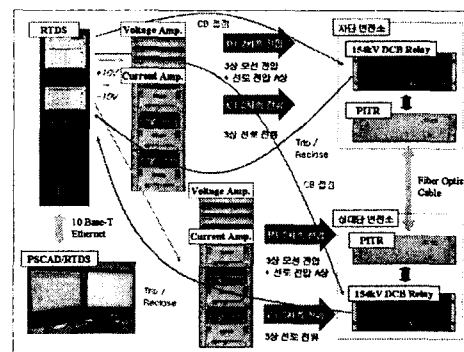 RTDS
Voltage Amp.
CB 접점
자단 변전소
154kV DCB Relay
+10V
-10V
Current Amp.
3상 모선 전압
+ 선로 전압 A상
PITR
3상 선로 전류
Trip /
Reclose
Voltage Amp.
CB 접점
Fiber Optic
Cable
상대단 변전소
10 Base-T
Ethernet
Current Amp.
PITR
PSCAD/RTDS
Trip /
Reclose
3상 모선 전압
+ 선로 전압 A상
154kV DCB Relay
3상 선로 전류